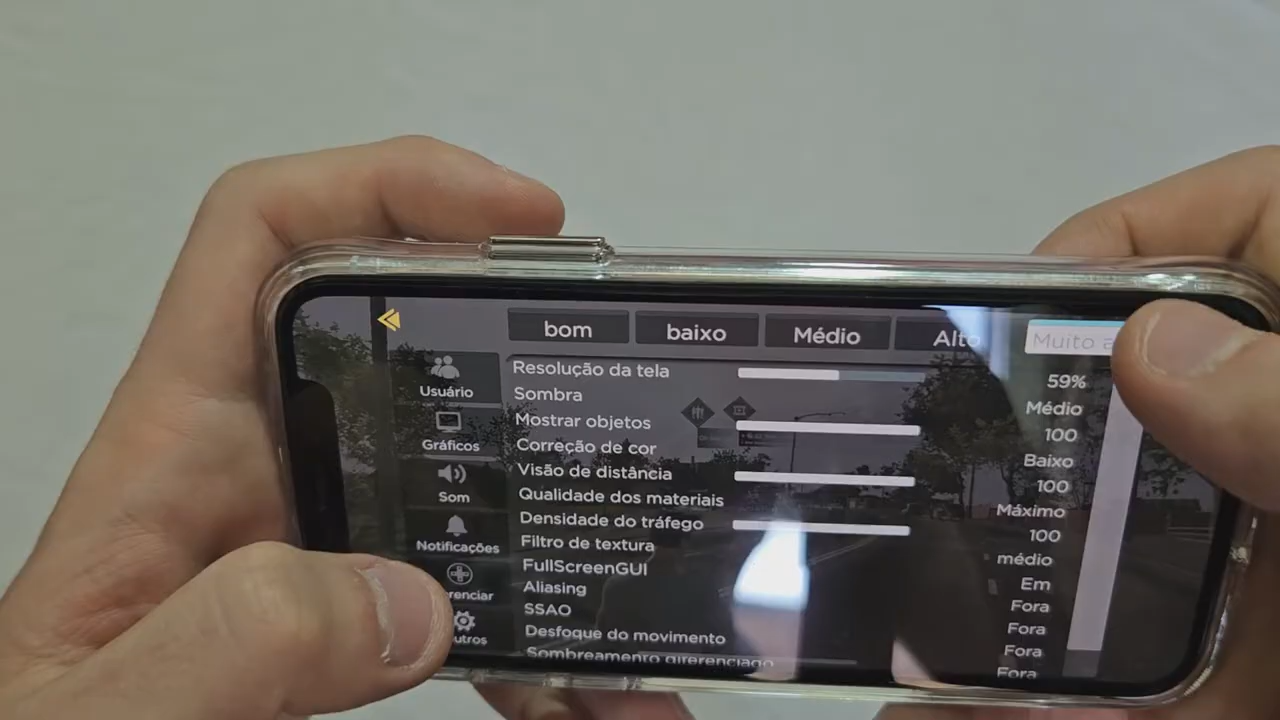 bom baixo Médio Alto Muito a
Usuário
Gráficos
Som
Notificações
renciar
utros
Resolução da tela 59%
Sombra Médio
Mostrar objetos 100
Correção de cor Baixo
Visão de distância 100
Qualidade dos materiais Máximo
Densidade do tráfego 100
Filtro de textura médio
FullScreenGUI Em
Aliasing Fora
SSAO Fora
Desfoque do movimento Fora
Sombreamento diferenciado Fora